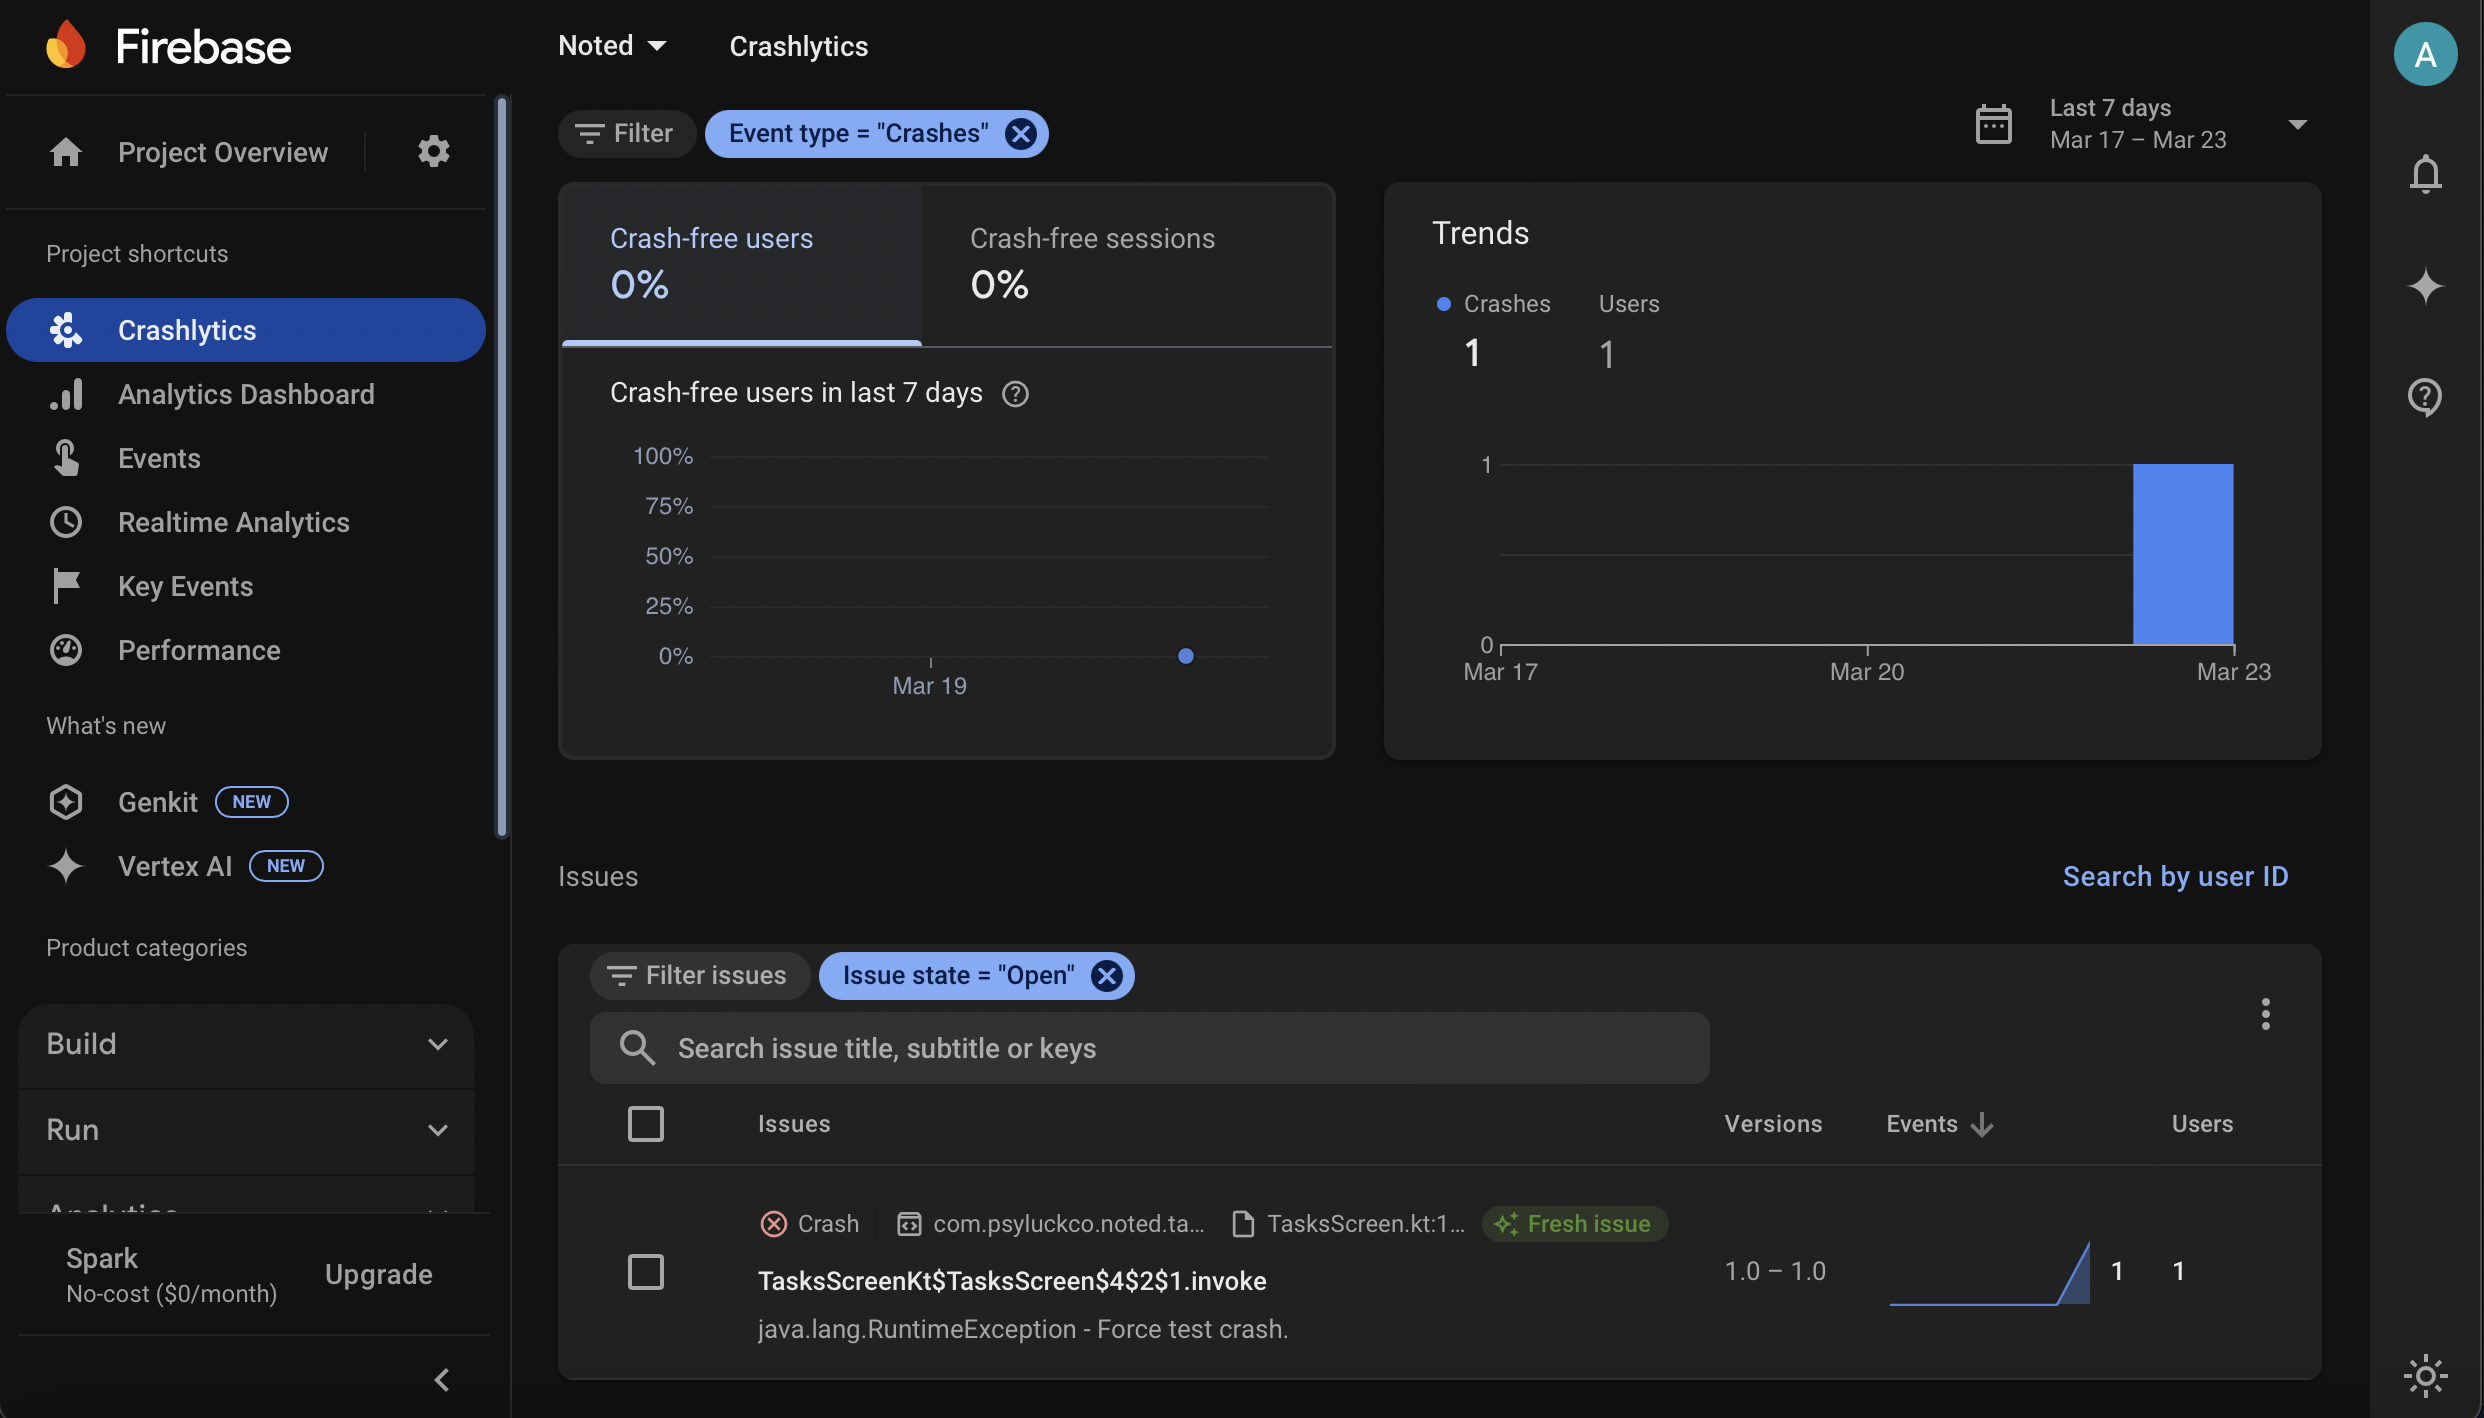 Firebase
Noted
Crashlytics
A
Project Overview
Filter
Event type = "Crashes"
Last 7 days
Mar 17 – Mar 23
Project shortcuts
Crashlytics
Analytics Dashboard
Events
Realtime Analytics
Key Events
Performance
What's new
Genkit NEW
Vertex AI NEW
Product categories
Build
Run
Analytics
Spark
No-cost ($0/month)
Upgrade
Crash-free users
0%
Crash-free sessions
0%
Crash-free users in last 7 days
100%
75%
50%
25%
0%
Mar 19
Trends
Crashes
1
Users
1
1
0
Mar 17
Mar 20
Mar 23
Issues
Search by user ID
Filter issues
Issue state = "Open"
Search issue title, subtitle or keys
Issues
Versions
Events
Users
Crash
com.psyluckco.noted.ta...
TasksScreen.kt:1...
Fresh issue
TasksScreenKt$TasksScreen$4$2$1.invoke
java.lang.RuntimeException - Force test crash.
1.0 – 1.0
1
1